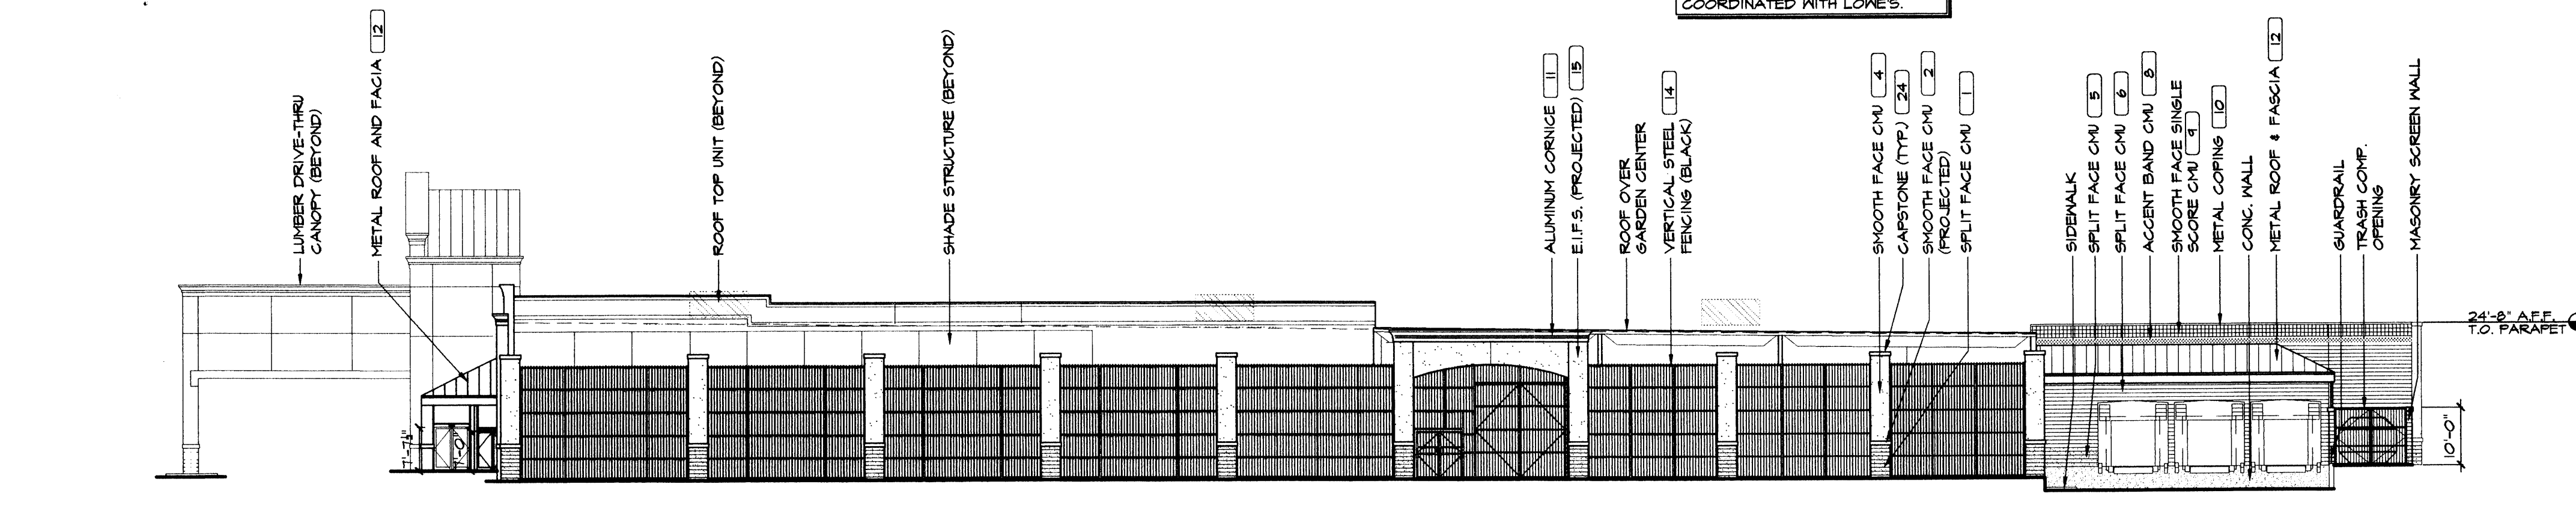 COORDINATED WITH LOWE'S.
LUMBER DRIVE-THRU
CANOPY (BEYOND)
METAL ROOF AND FACIA 12
ROOF TOP UNIT (BEYOND)
SHADE STRUCTURE (BEYOND)
ALUMINUM CORNICE 11
E.I.F.S. (PROJECTED) 15
ROOF OVER
GARDEN CENTER
VERTICAL STEEL 14
FENCING (BLACK)
SMOOTH FACE CMU 4
CAPSTONE (TYP.) 24
SMOOTH FACE CMU 2
(PROJECTED)
SPLIT FACE CMU 1
SIDEWALK
SPLIT FACE CMU 5
SPLIT FACE CMU 6
ACCENT BAND CMU 8
SMOOTH FACE SINGLE
SCORE CMU 9
METAL COPING 10
CONC. WALL
METAL ROOF & FASCIA 12
GUARDRAIL
TRASH COMP.
OPENING
MASONRY SCREEN WALL
24'-8" A.F.F.
T.O. PARAPET
7'-7½"
10'-0"